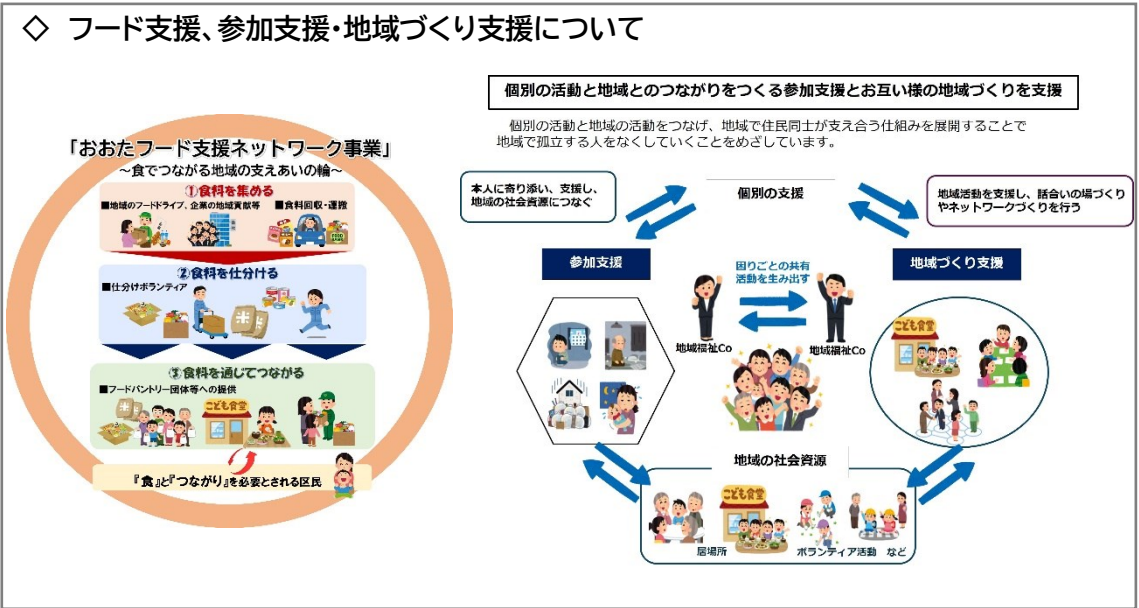 ◇ フード支援、参加支援・地域づくり支援について
「おおたフード支援ネットワーク事業」
～食でつながる地域の支えあいの輪～
①食料を集める
■地域のフードドライブ、企業の地域貢献等 ■食料回収・運搬
②食料を仕分ける
■仕分けボランティア
米
③食料を通じてつながる
■フードパントリー団体等への提供
米
こども食堂
『食』と『つながり』を必要とされる区民
個別の活動と地域とのつながりをつくる参加支援とお互い様の地域づくりを支援
個別の活動と地域の活動をつなげ、地域で住民同士が支え合う仕組みを展開することで
地域で孤立する人をなくしていくことをめざしています。
本人に寄り添い、支援し、
地域の社会資源につなぐ
個別の支援
地域活動を支援し、話合いの場づくり
やネットワークづくりを行う
参加支援
困りごとの共有
活動を生み出す
地域づくり支援
地域福祉Co
地域福祉Co
こども食堂
地域の社会資源
こども食堂
居場所
ボランティア活動 など